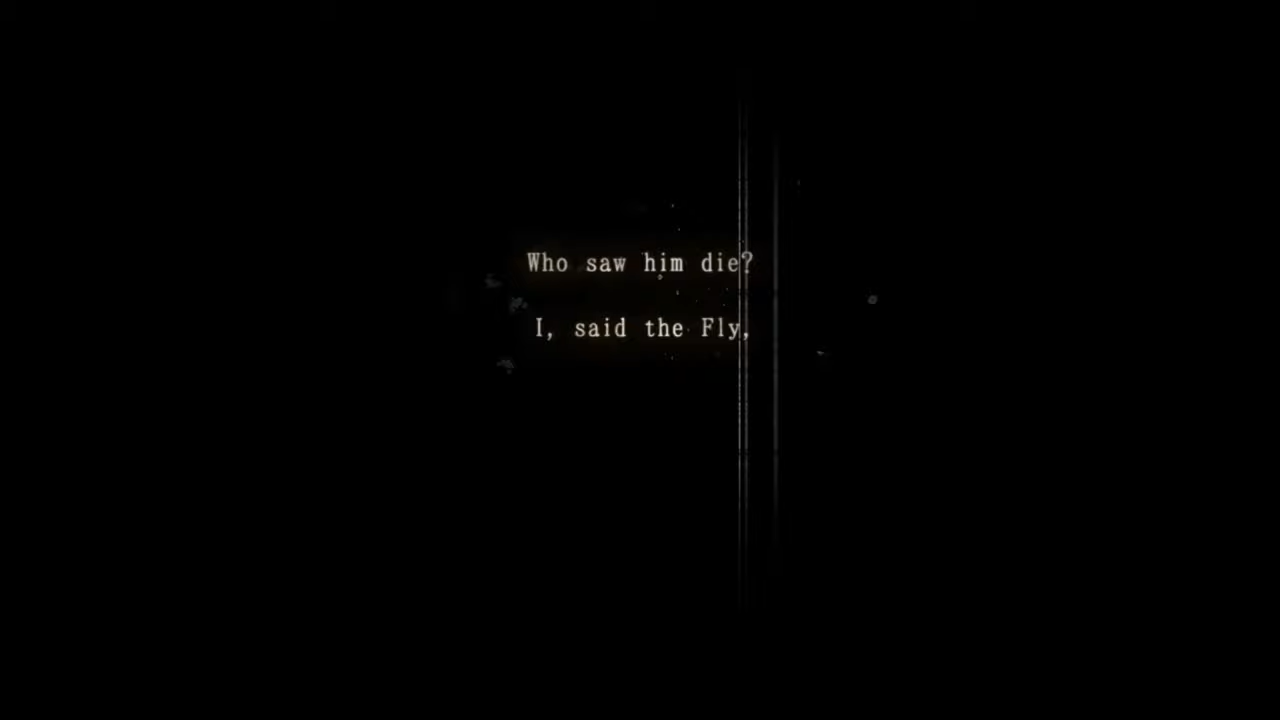 Who saw him die?
I, said the Fly,